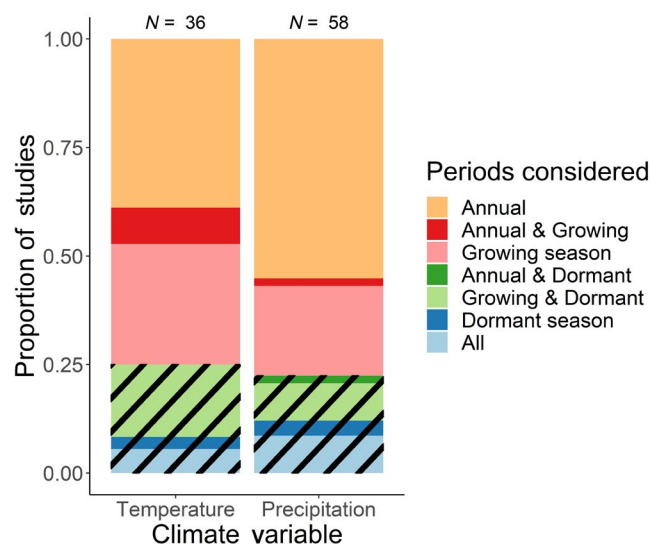 N = 36 N = 58
1.00
0.75
0.50
0.25
0.00
Proportion of studies
Temperature Precipitation
Climate variable
Periods considered
Annual
Annual & Growing
Growing season
Annual & Dormant
Growing & Dormant
Dormant season
All